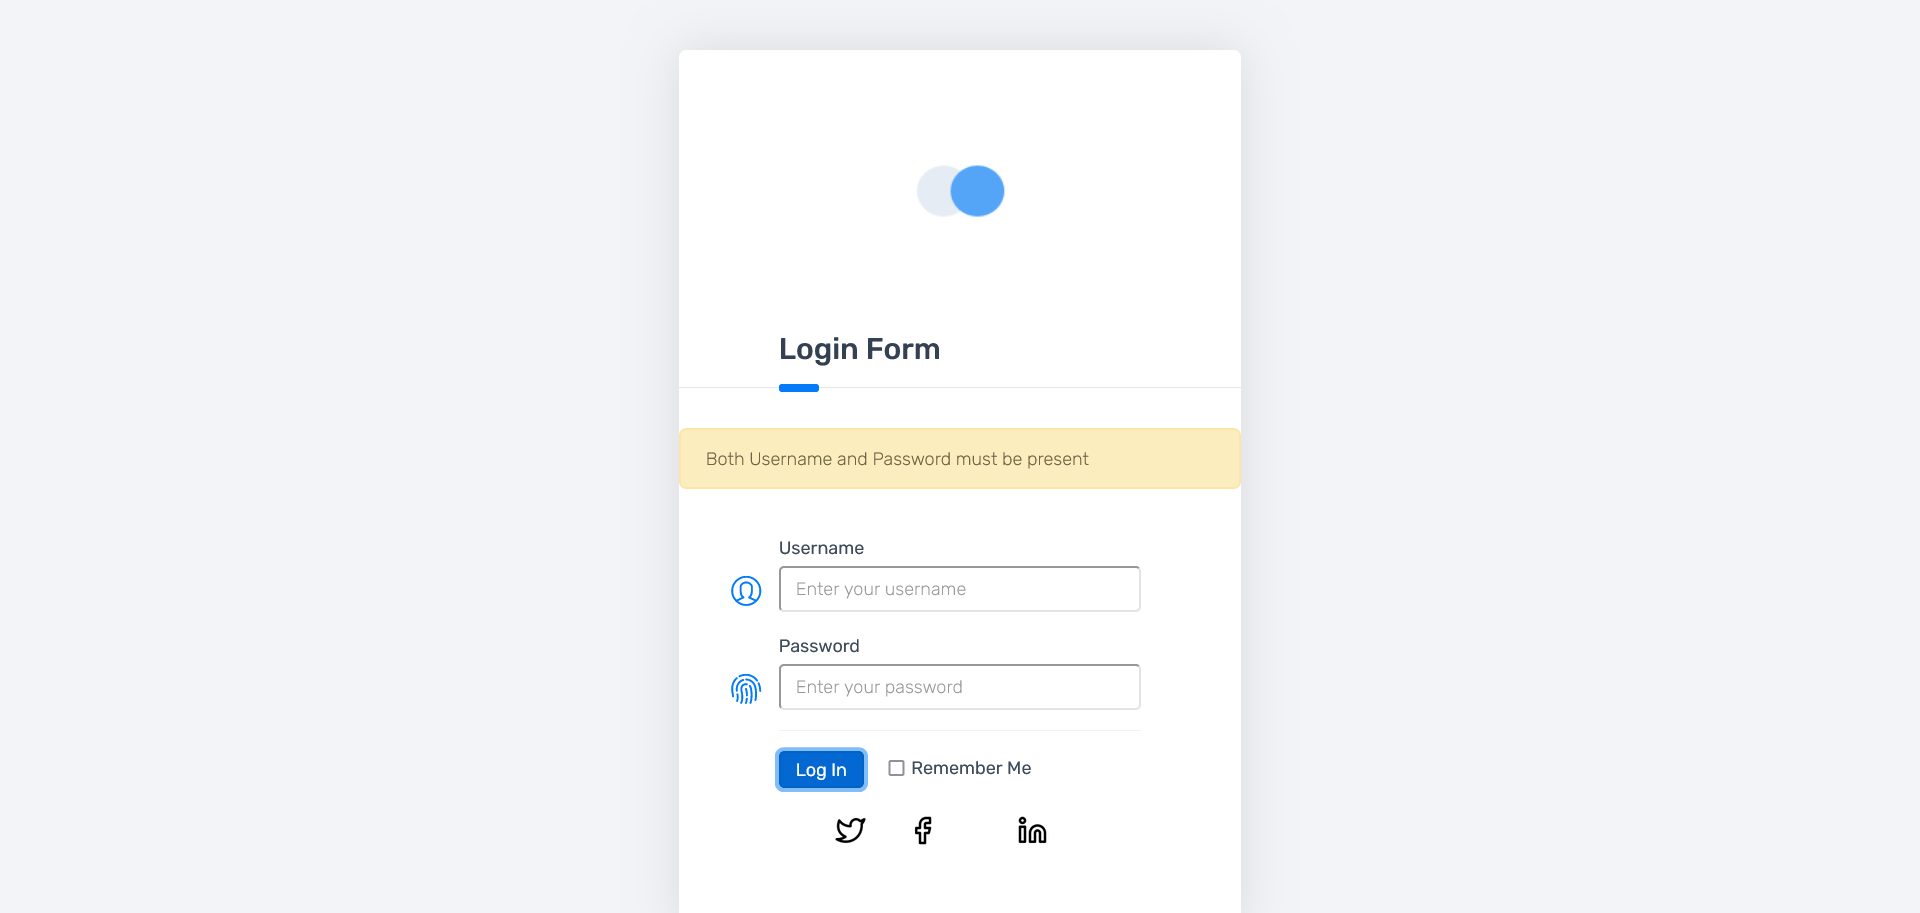 Login Form
Both Username and Password must be present
Username
Enter your username
Password
Enter your password
Log In
Remember Me